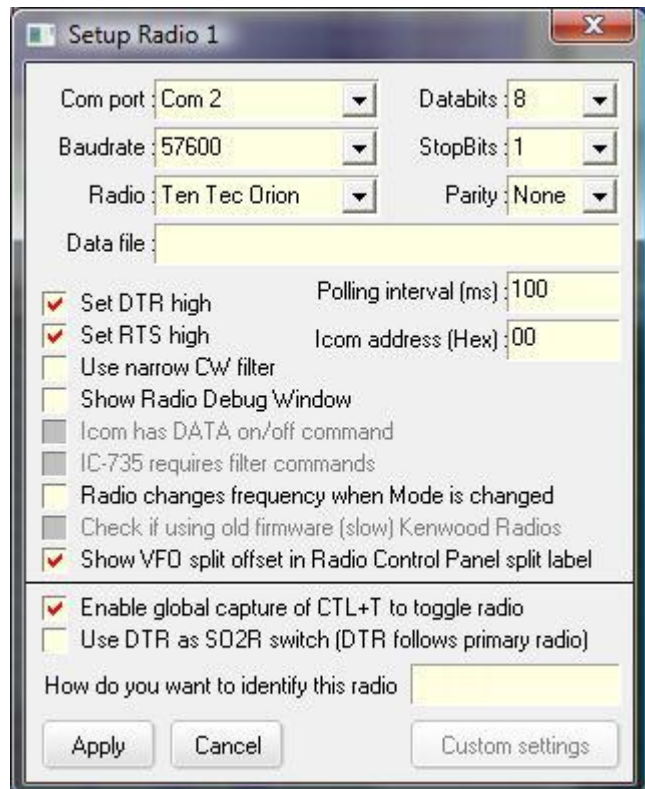 Setup Radio 1
Com port : Com 2 Databits : 8
Baudrate : 57600 StopBits : 1
Radio : Ten Tec Orion Parity : None
Data file :
Set DTR high Polling interval (ms) : 100
Set RTS high Icom address (Hex) : 00
Use narrow CW filter
Show Radio Debug Window
Icom has DATA on/off command
IC-735 requires filter commands
Radio changes frequency when Mode is changed
Check if using old firmware (slow) Kenwood Radios
Show VFO split offset in Radio Control Panel split label
Enable global capture of CTL+T to toggle radio
Use DTR as SO2R switch (DTR follows primary radio)
How do you want to identify this radio
Apply Cancel Custom settings